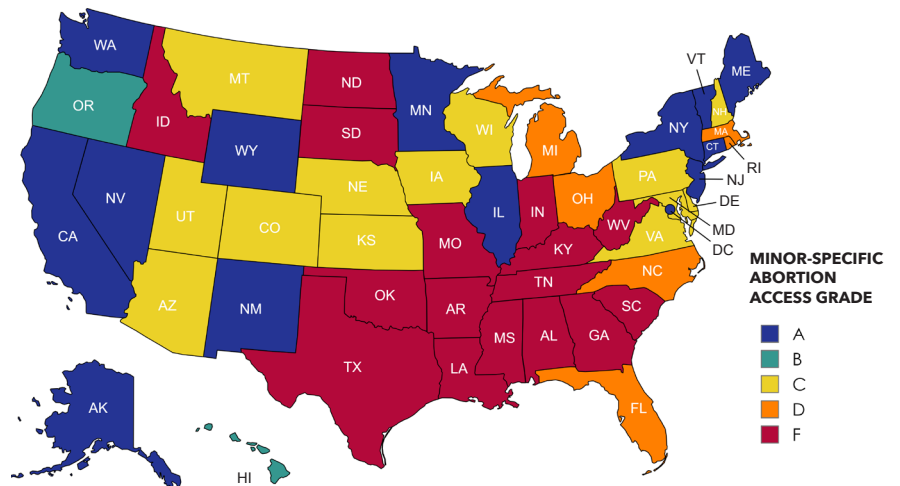 WA
OR
ID
MT
ND
MN
SD
WY
WI
MI
VT
ME
NY
NH
MA
CT
RI
NJ
DE
MD
DC
CA
NV
UT
CO
NE
KS
IA
IL
IN
OH
PA
WV
VA
MO
KY
NC
TN
AZ
NM
OK
AR
SC
MS
AL
GA
LA
TX
FL
AK
HI
MINOR-SPECIFIC
ABORTION
ACCESS GRADE
A
B
C
D
F